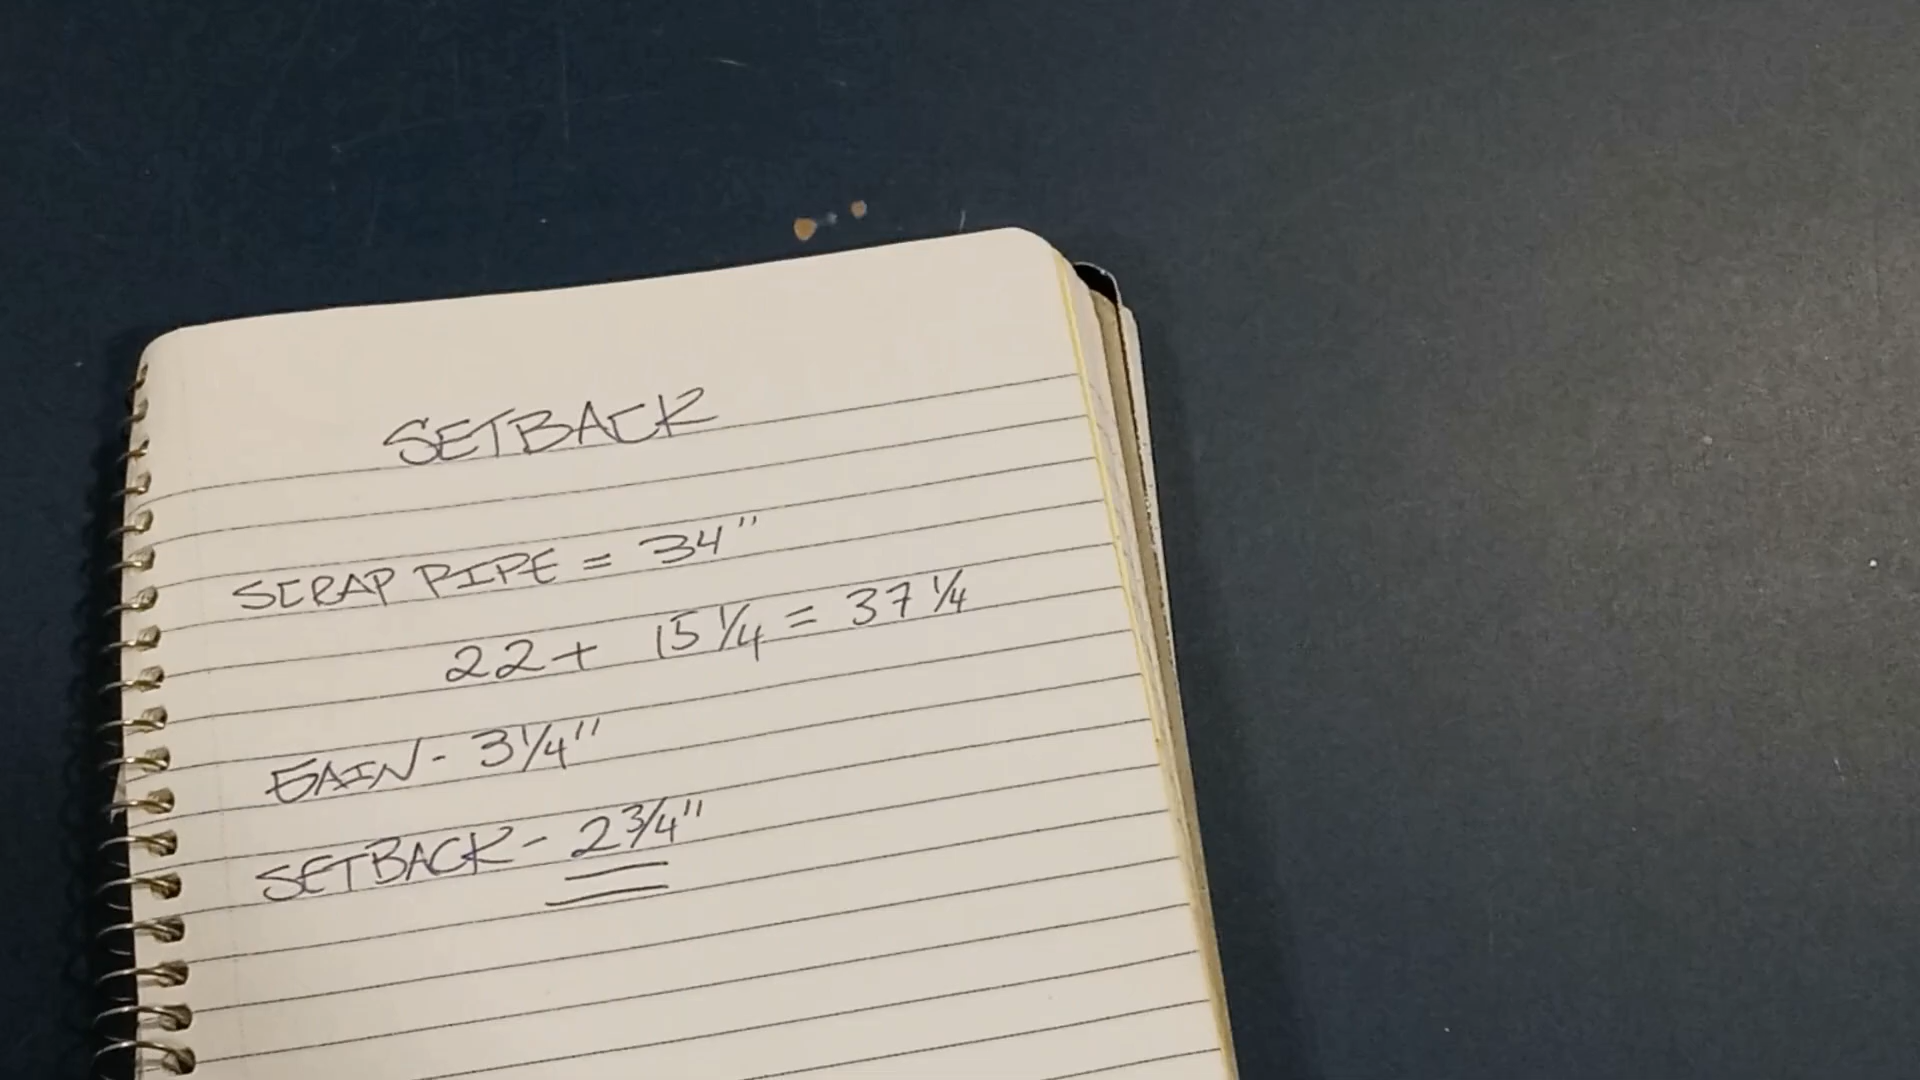 SETBACK
SCRAP PIPE = 34"
22 + 15 1/4 = 37 1/4
GAIN - 3 1/4"
SETBACK - 2 3/4"